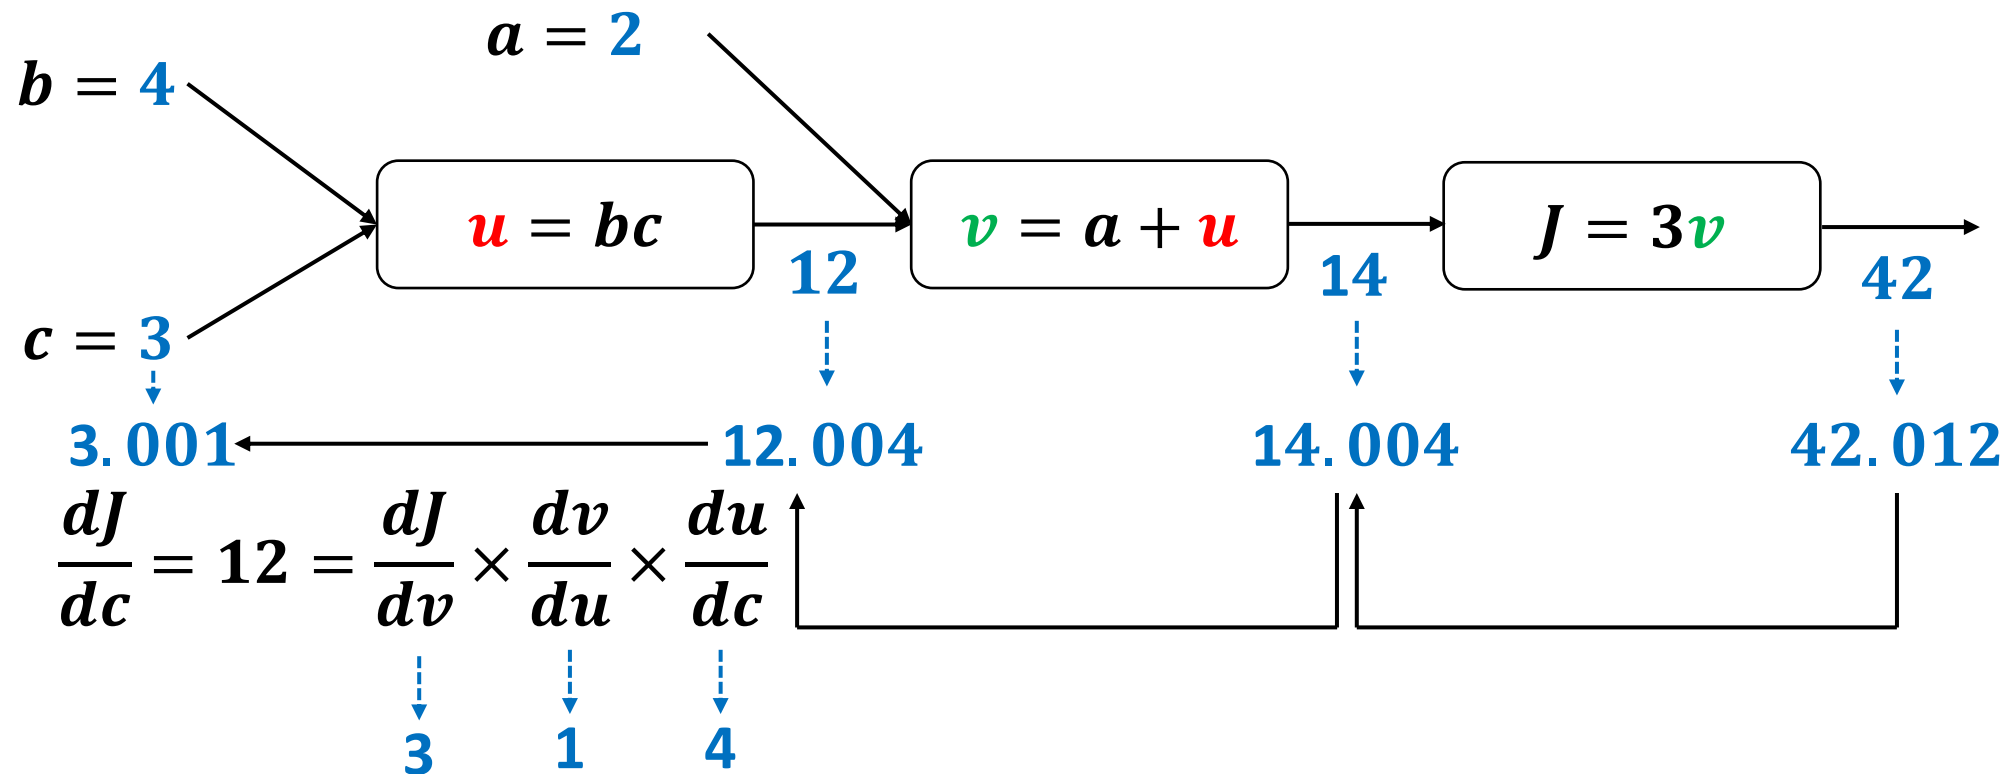 a = 2
b = 4
u = bc
v = a + u
J = 3v
12
14
42
c = 3
3.001
12.004
14.004
42.012
dJ/dc = 12 = dJ/dv × dv/du × du/dc
3
1
4